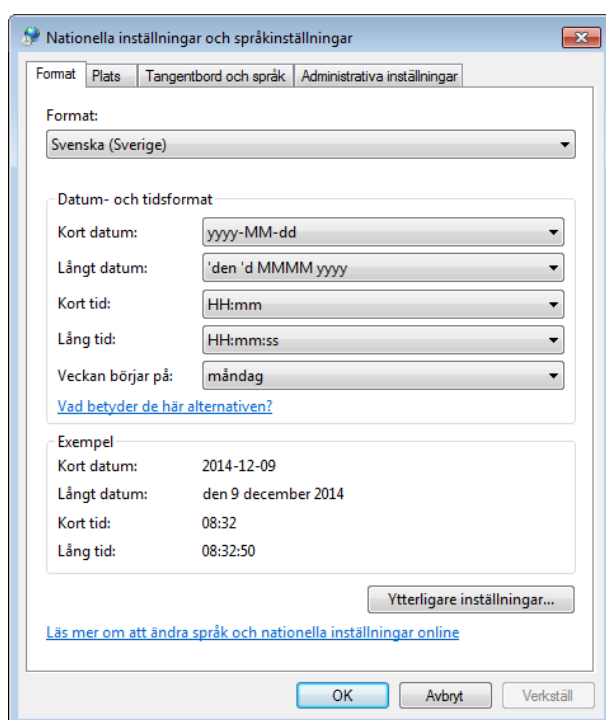 Nationella inställningar och språkinställningar
Format Plats Tangentbord och språk Administrativa inställningar
Format:
Svenska (Sverige)
Datum- och tidsformat
Kort datum: yyyy-MM-dd
Långt datum: 'den 'd MMMM yyyy
Kort tid: HH:mm
Lång tid: HH:mm:ss
Veckan börjar på: måndag
Vad betyder de här alternativen?
Exempel
Kort datum: 2014-12-09
Långt datum: den 9 december 2014
Kort tid: 08:32
Lång tid: 08:32:50
Ytterligare inställningar...
Läs mer om att ändra språk och nationella inställningar online
OK Avbryt Verkställ